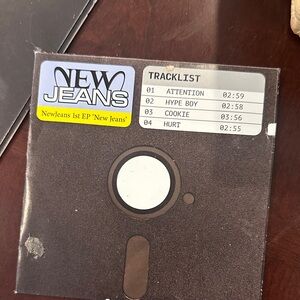 NEW
JEANS
NewJeans 1st EP 'New Jeans'
TRACKLIST
01 ATTENTION 02:59
02 HYPE BOY 02:58
03 COOKIE 03:56
04 HURT 02:55